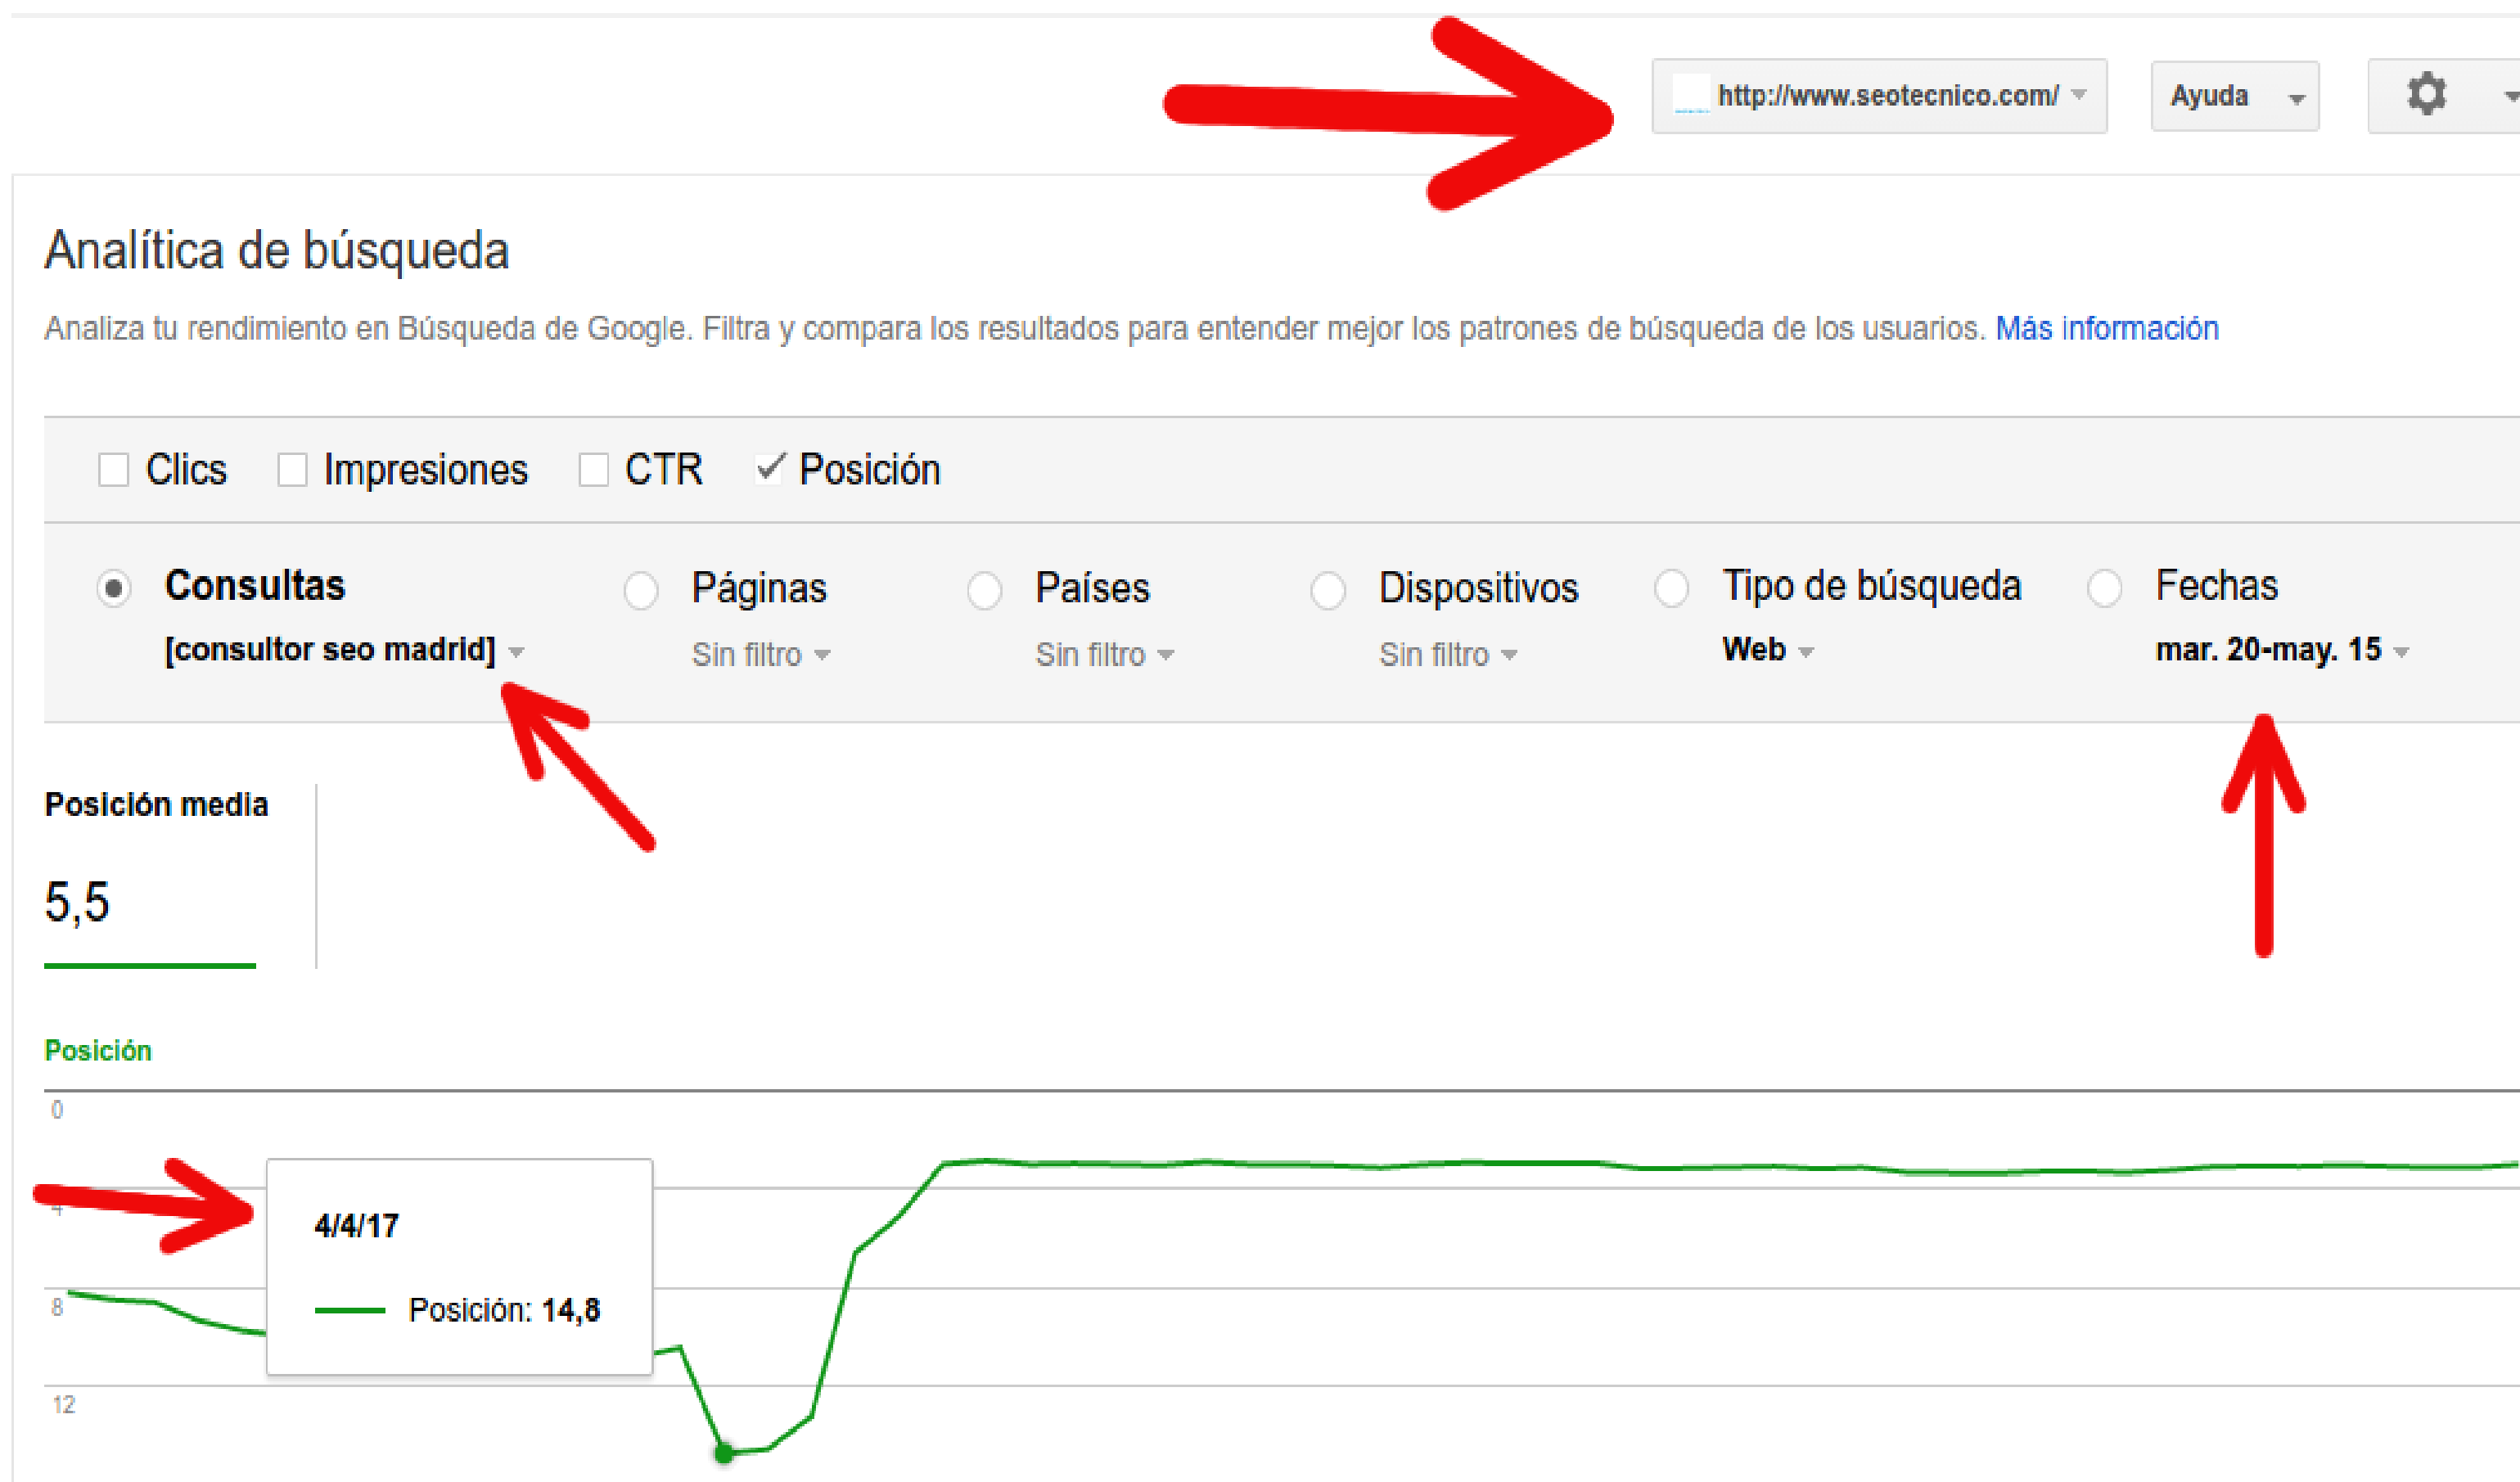 http://www.seotecnico.com/
Ayuda
Analítica de búsqueda
Analiza tu rendimiento en Búsqueda de Google. Filtra y compara los resultados para entender mejor los patrones de búsqueda de los usuarios. Más información
Clics Impresiones CTR Posición
Consultas Páginas Países Dispositivos Tipo de búsqueda Fechas
[consultor seo madrid] Sin filtro Sin filtro Sin filtro Web mar. 20-may. 15
Posición media
5,5
Posición
0
4
4/4/17
8
Posición: 14,8
12